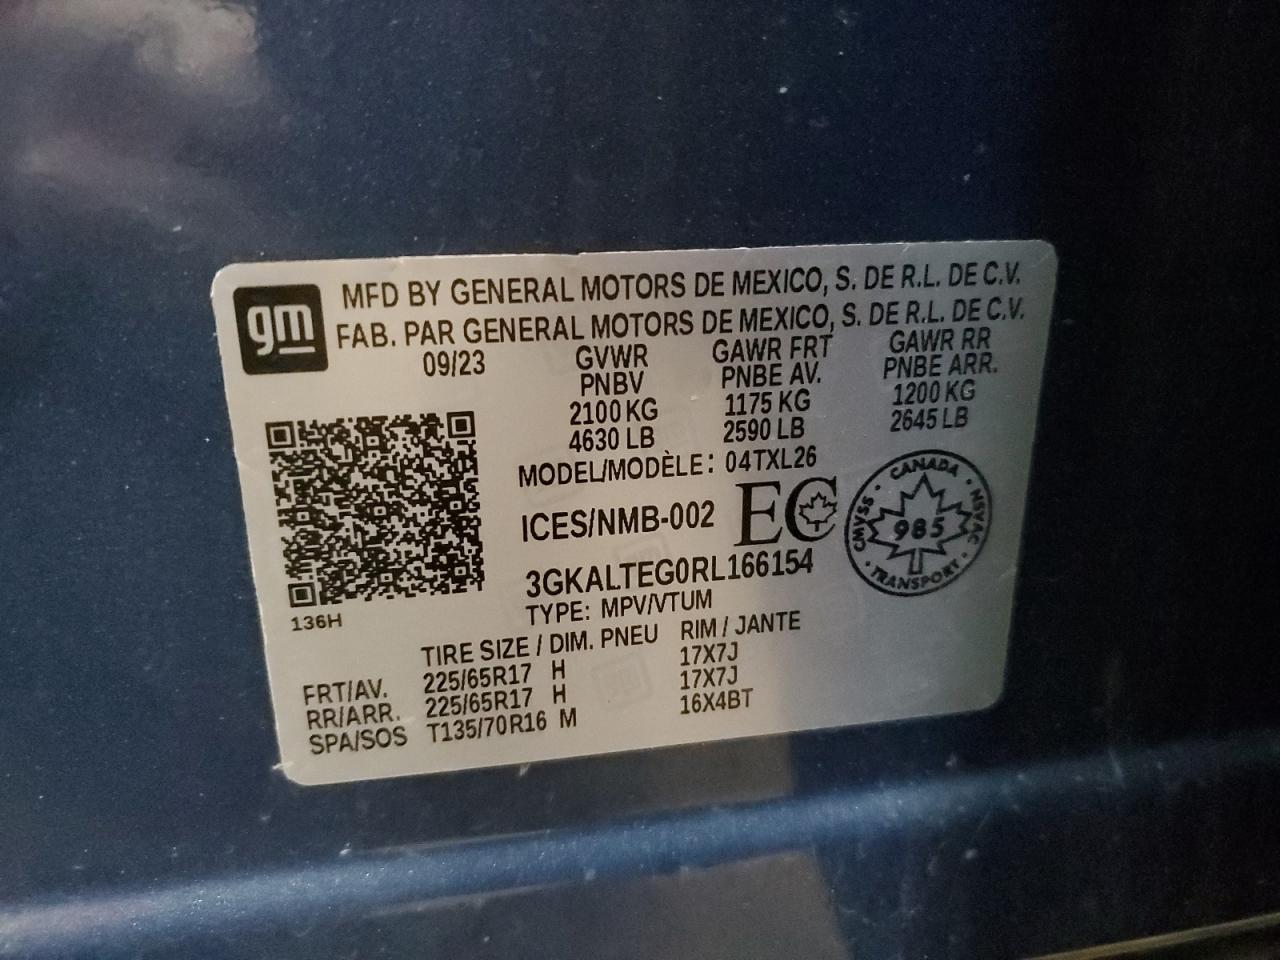 gm
MFD BY GENERAL MOTORS DE MEXICO, S. DE R.L. DE C.V.
FAB. PAR GENERAL MOTORS DE MEXICO, S. DE R.L. DE C.V.
09/23 GVWR GAWR FRT GAWR RR
PNBV PNBE AV. PNBE ARR.
2100 KG 1175 KG 1200 KG
4630 LB 2590 LB 2645 LB
MODEL/MODÈLE: 04TXL26
ICES/NMB-002 EC
CANADA
CMVSS 985 NSVAC
TRANSPORT
3GKALTEG0RL166154
TYPE: MPV/VTUM
136H
TIRE SIZE / DIM. PNEU RIM / JANTE
FRT/AV. 225/65R17 H 17X7J
RR/ARR. 225/65R17 H 17X7J
SPA/SOS T135/70R16 M 16X4BT